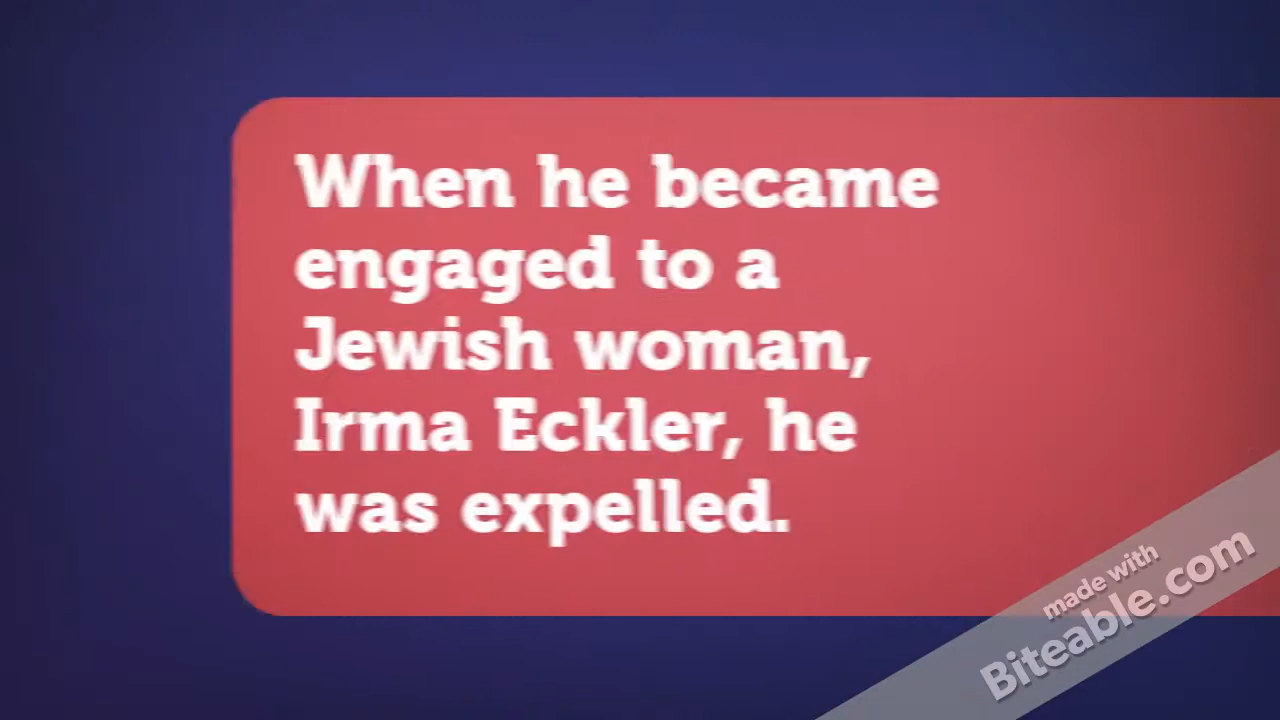 When he became
engaged to a
Jewish woman,
Irma Eckler, he
was expelled.
made with
Biteable.com